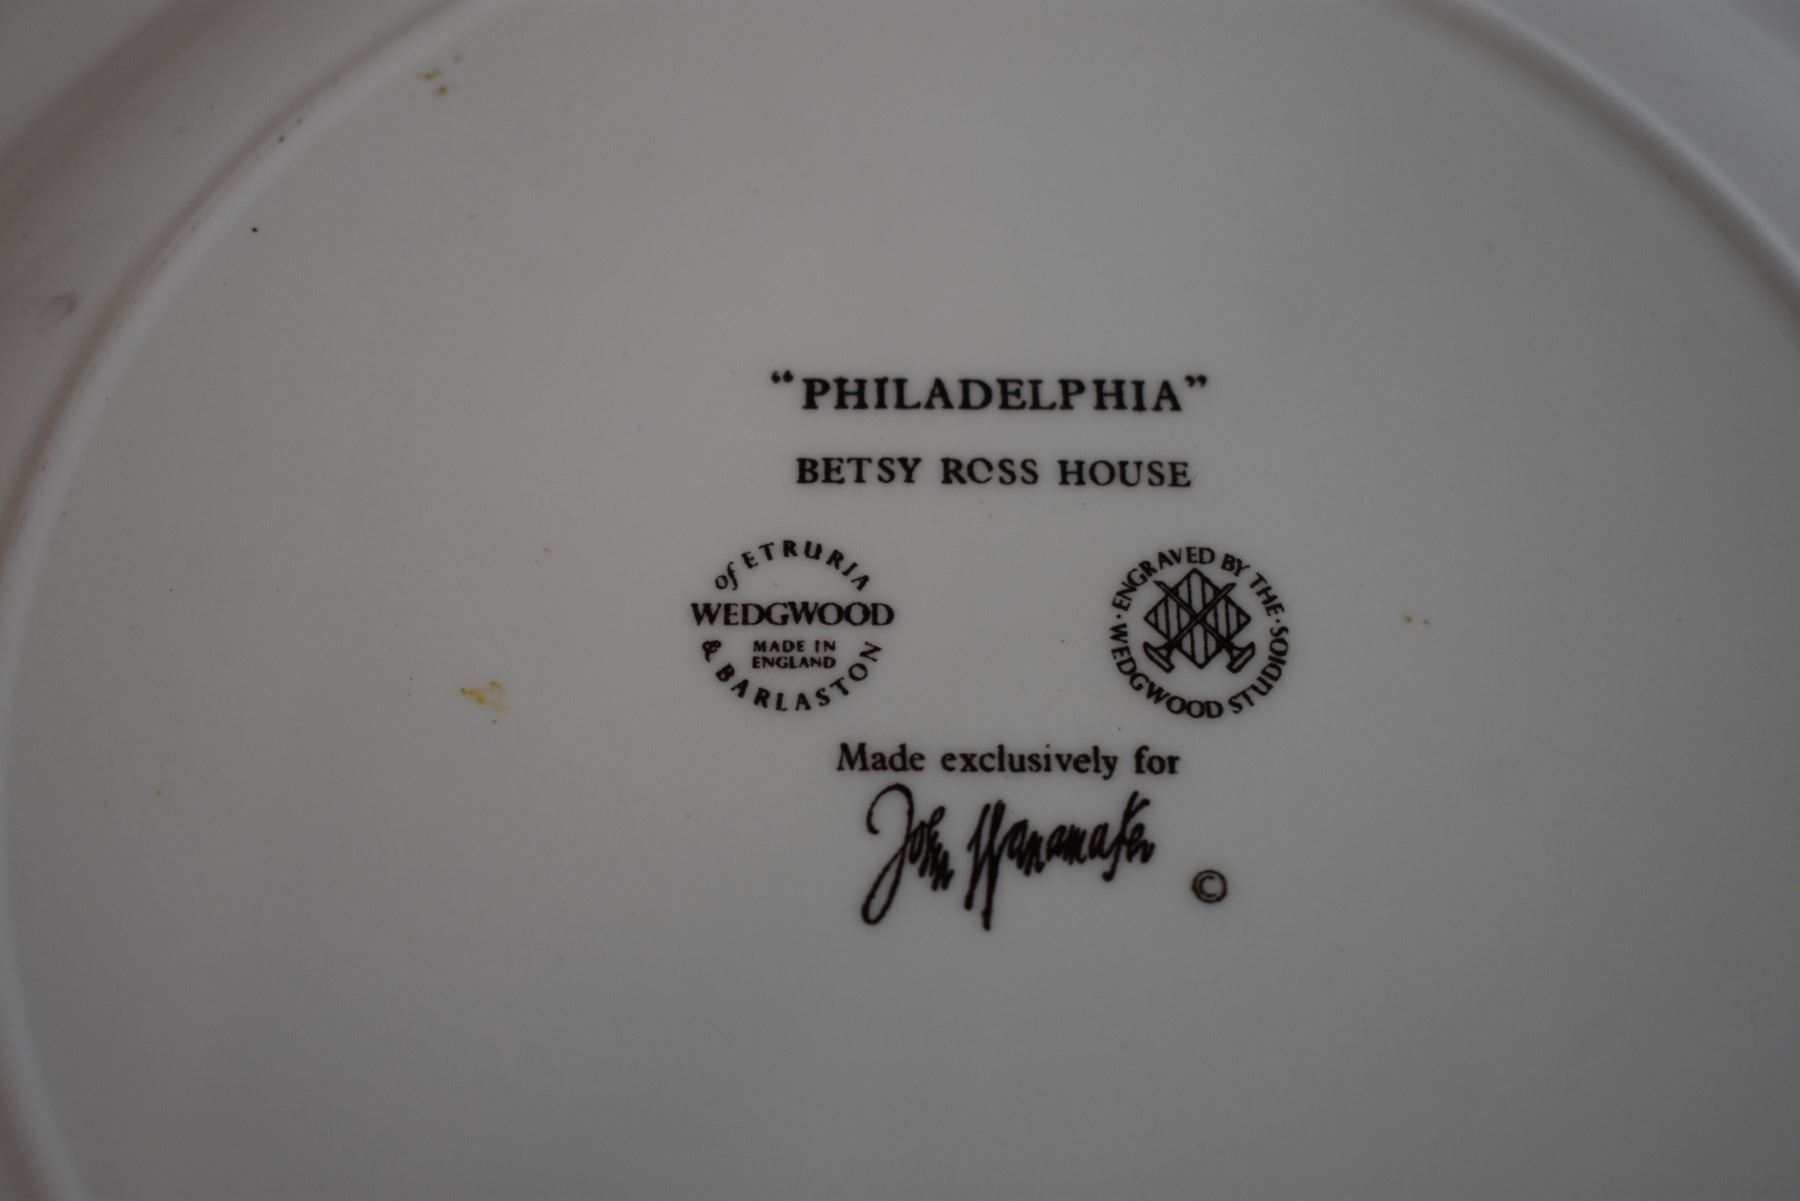 “PHILADELPHIA”
BETSY ROSS HOUSE
of ETRURIA
WEDGWOOD
MADE IN
ENGLAND
& BARLASTON
ENGRAVED BY THE ·
WEDGWOOD STUDIOS ·
Made exclusively for
John Wanamaker
©